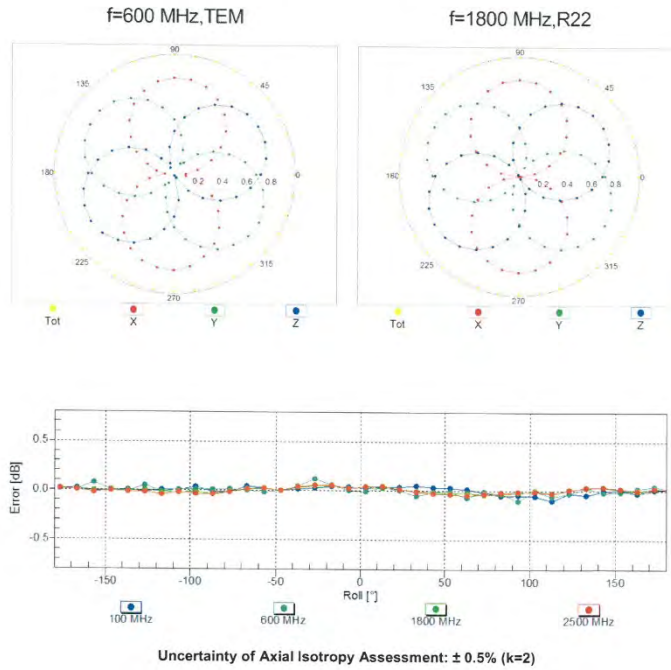 f=600 MHz,TEM
f=1800 MHz,R22
90
90
135
45
135
45
180
0.2 0.4 0.6 0.8
0
180
0.2 0.4 0.6 0.8
0
225
315
225
315
270
270
Tot X Y Z
Tot X Y Z
0.5
0.0
-0.5
Error [dB]
-150 -100 -50 0 50 100 150
Roll [°]
100 MHz 600 MHz 1800 MHz 2500 MHz
Uncertainty of Axial Isotropy Assessment: ± 0.5% (k=2)